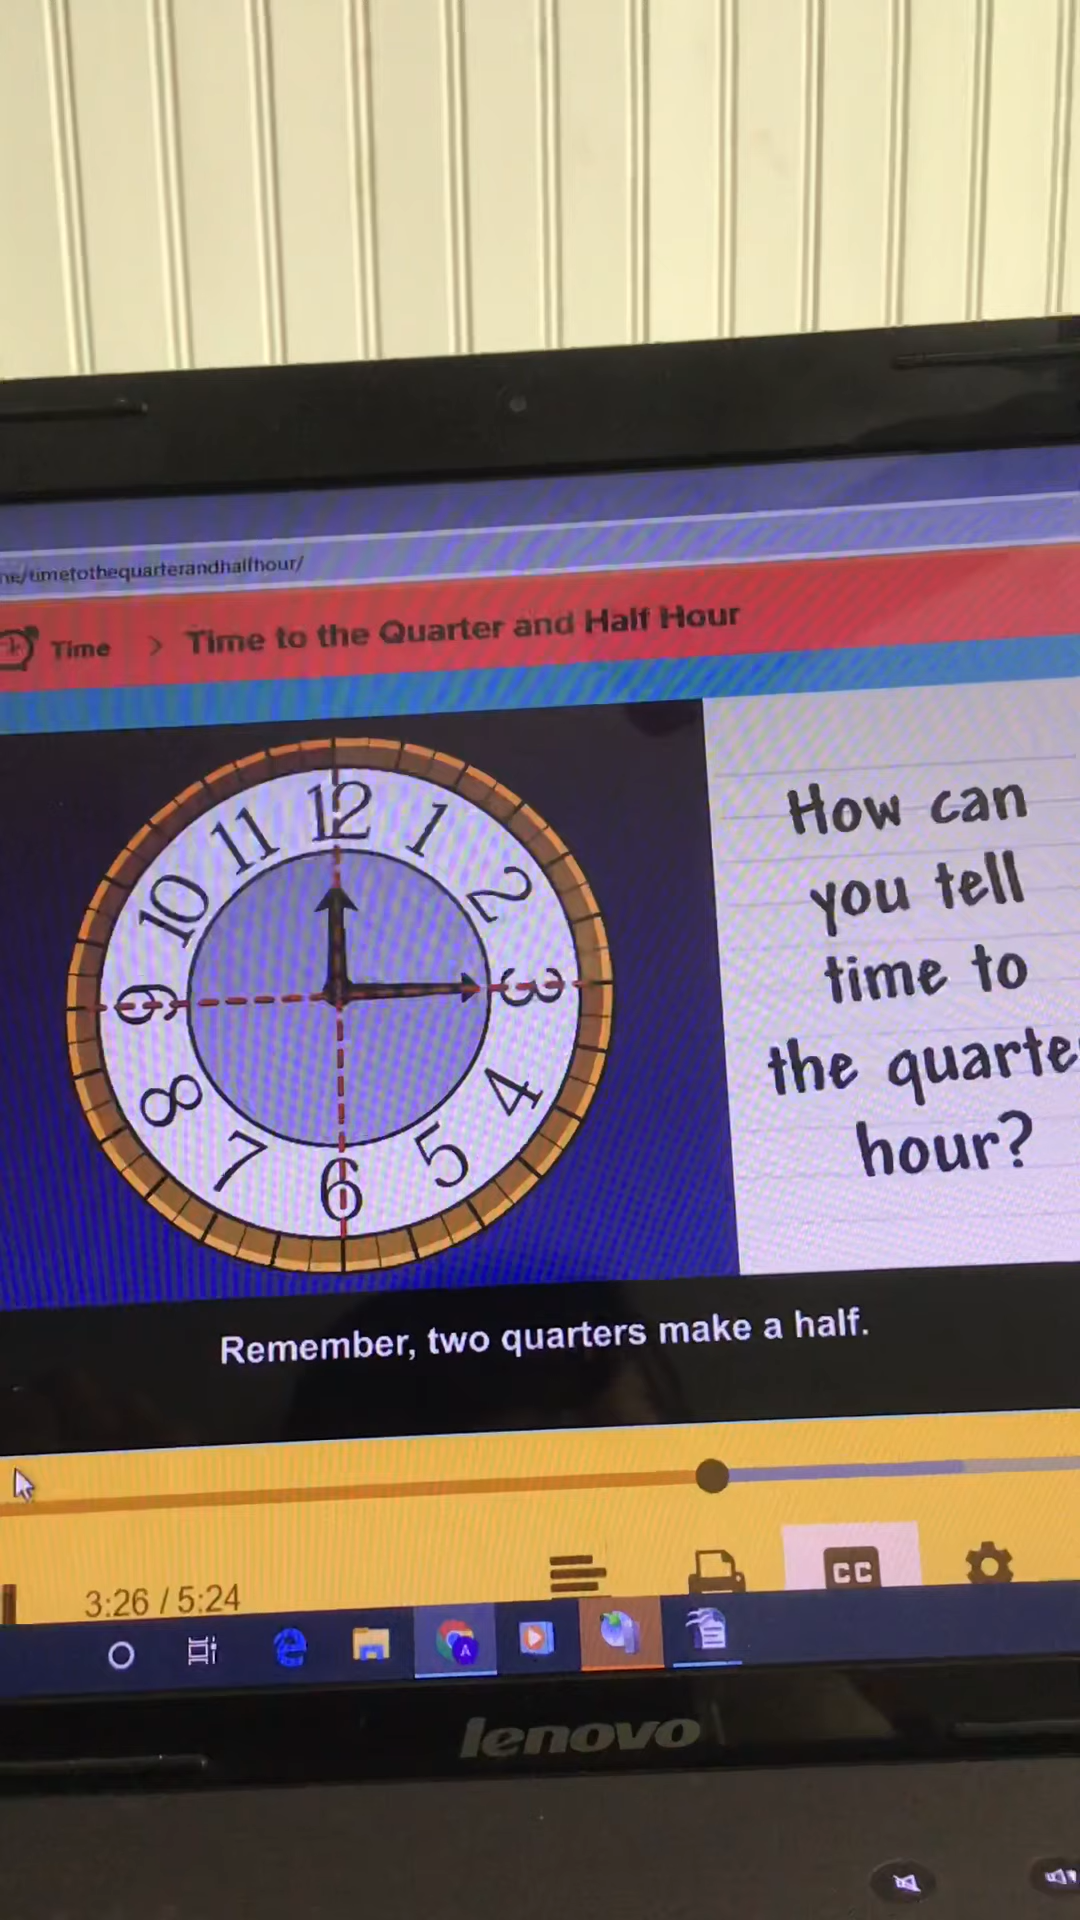 ne/timetothequarterandhalfhour/
Time > Time to the Quarter and Half Hour
12
1
2
3
4
5
6
7
8
9
10
11
How can
you tell
time to
the quarte
hour?
Remember, two quarters make a half.
3:26 / 5:24
CC
A
lenovo